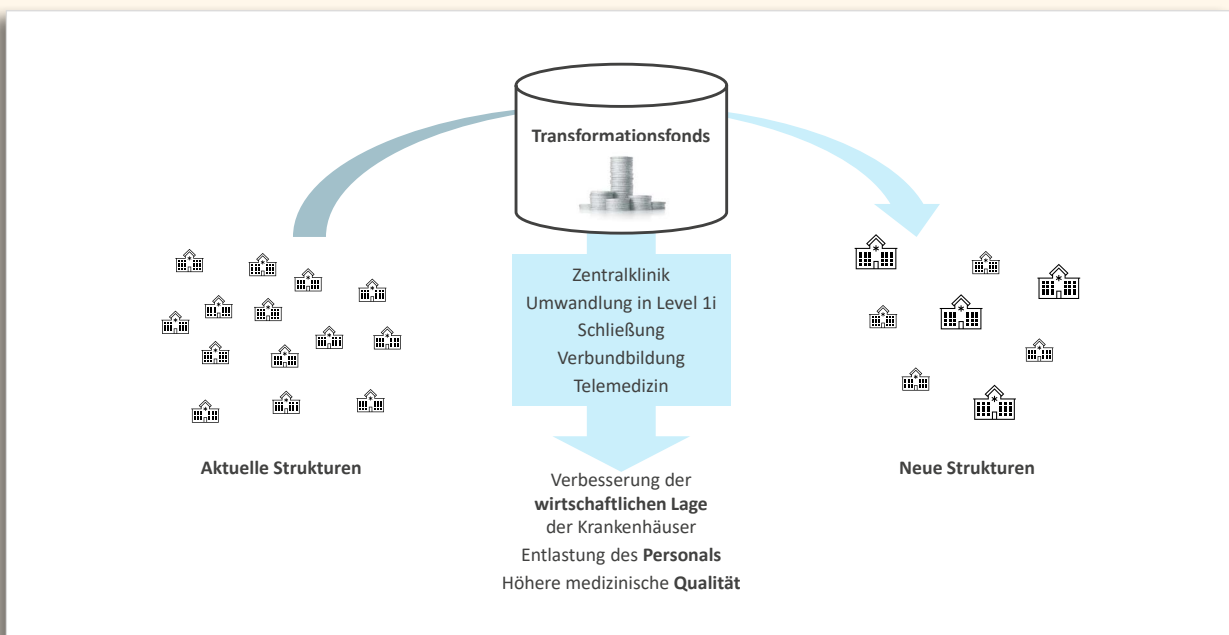 Transformationsfonds
Zentralklinik
Umwandlung in Level 1i
Schließung
Verbundbildung
Telemedizin
Aktuelle Strukturen
Neue Strukturen
Verbesserung der
wirtschaftlichen Lage
der Krankenhäuser
Entlastung des Personals
Höhere medizinische Qualität